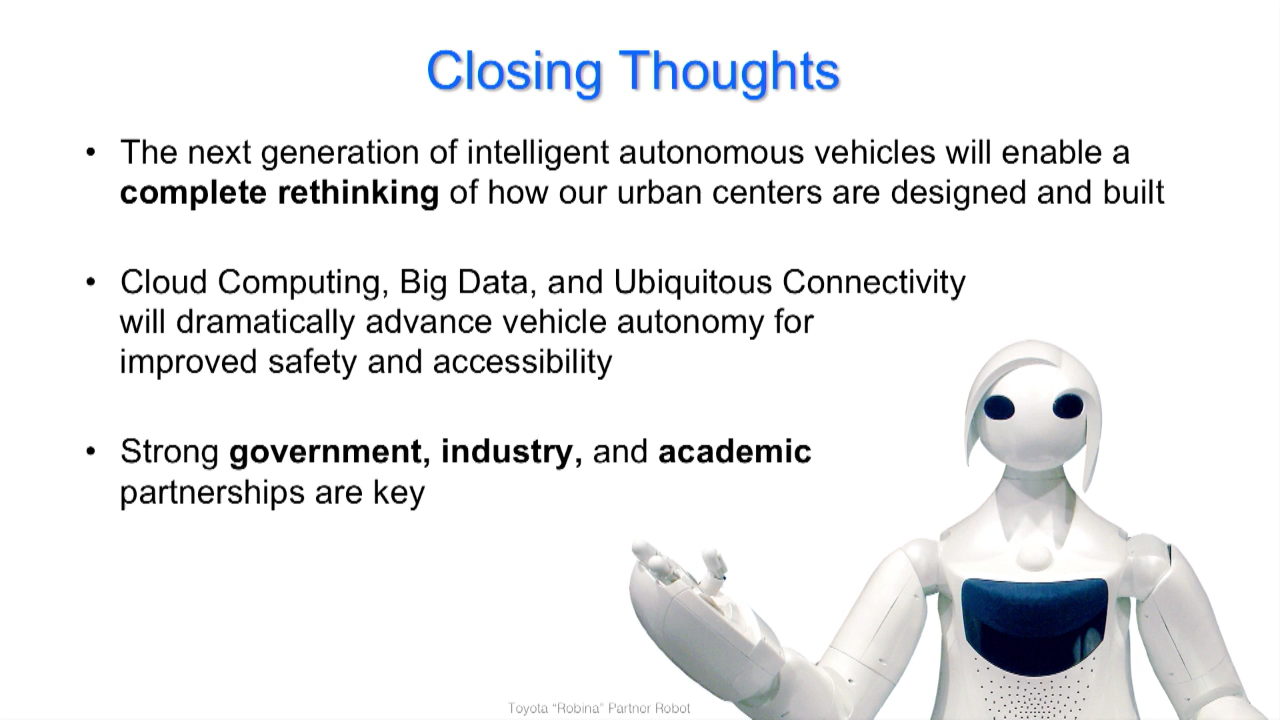 Closing Thoughts
• The next generation of intelligent autonomous vehicles will enable a
complete rethinking of how our urban centers are designed and built
• Cloud Computing, Big Data, and Ubiquitous Connectivity
will dramatically advance vehicle autonomy for
improved safety and accessibility
• Strong government, industry, and academic
partnerships are key
Toyota “Robina” Partner Robot